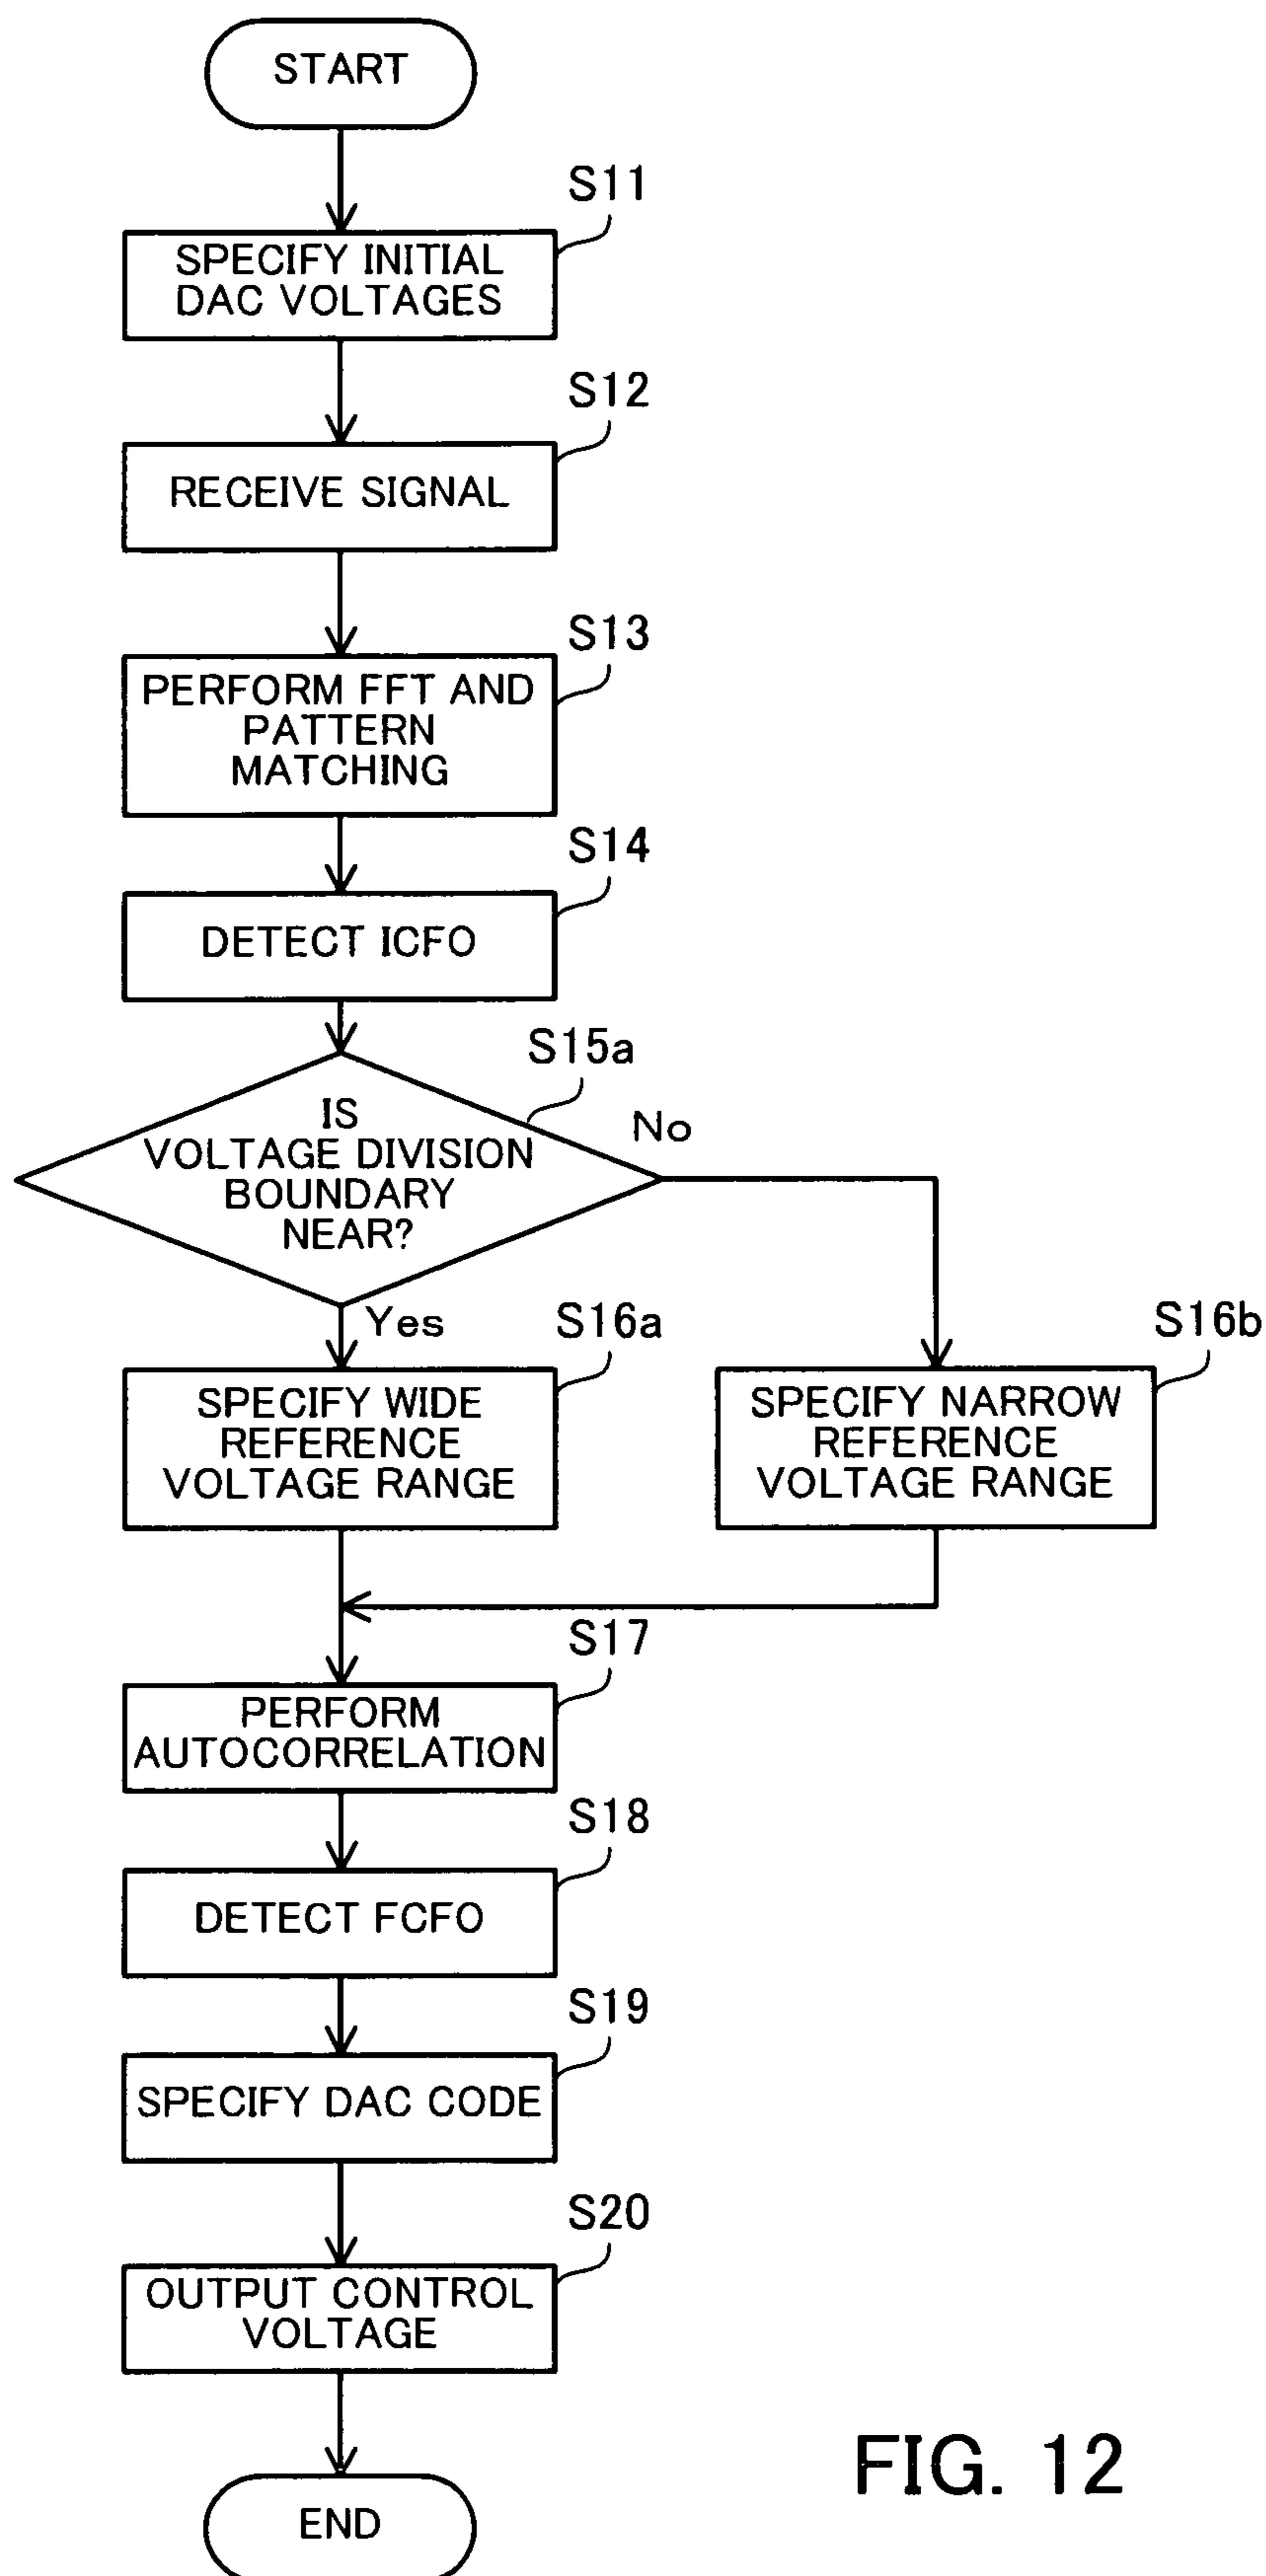 START
S11
SPECIFY INITIAL
DAC VOLTAGES
S12
RECEIVE SIGNAL
S13
PERFORM FFT AND
PATTERN
MATCHING
S14
DETECT ICFO
S15a
IS
VOLTAGE DIVISION
BOUNDARY
NEAR?
No
Yes
S16a
SPECIFY WIDE
REFERENCE
VOLTAGE RANGE
S16b
SPECIFY NARROW
REFERENCE
VOLTAGE RANGE
S17
PERFORM
AUTOCORRELATION
S18
DETECT FCFO
S19
SPECIFY DAC CODE
S20
OUTPUT CONTROL
VOLTAGE
END
FIG. 12